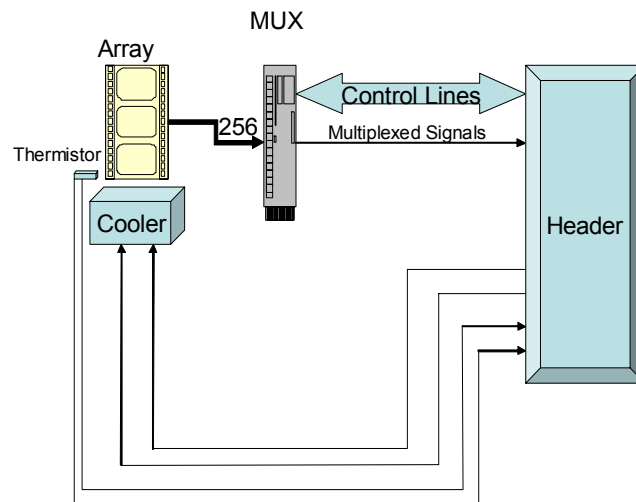 MUX
Array
Control Lines
256
Multiplexed Signals
Thermistor
Cooler
Header